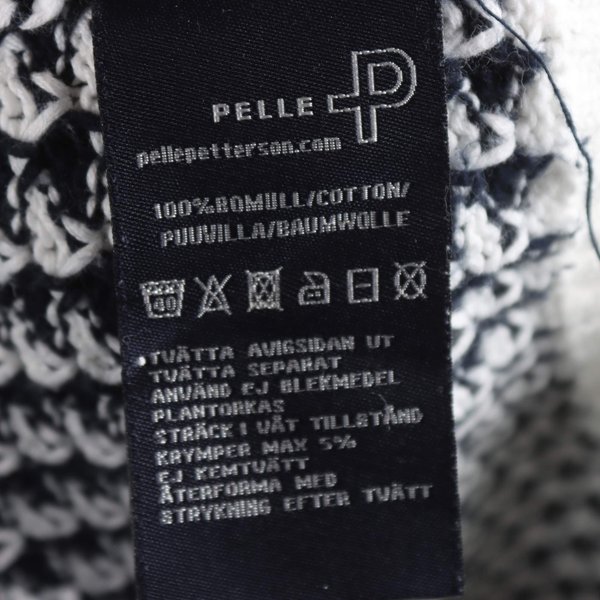 PELLE P
pellepetterson.com
100%BOMULL/COTTON/
PUUVILLA/BAUMWOLLE
40
TVÄTTA AVIGSIDAN UT
TVÄTTA SEPARAT
ANVÄND EJ BLEKMEDEL
PLANTORKAS
STRÄCK I VÅT TILLSTÅND
KRYMPER MAX 5%
EJ KEMTVÄTT
ÅTERFORMA MED
STRYKNING EFTER TVÄTT